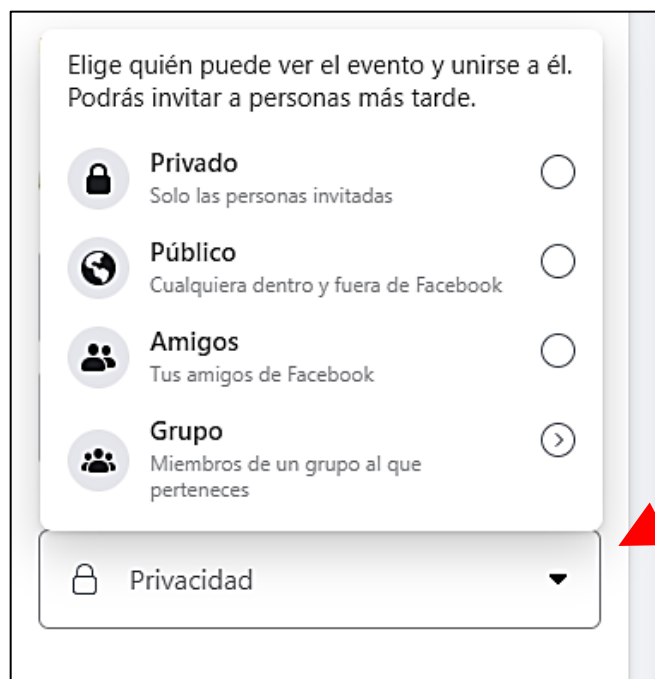 Elige quién puede ver el evento y unirse a él.
Podrás invitar a personas más tarde.
Privado
Solo las personas invitadas
Público
Cualquiera dentro y fuera de Facebook
Amigos
Tus amigos de Facebook
Grupo
Miembros de un grupo al que
perteneces
Privacidad